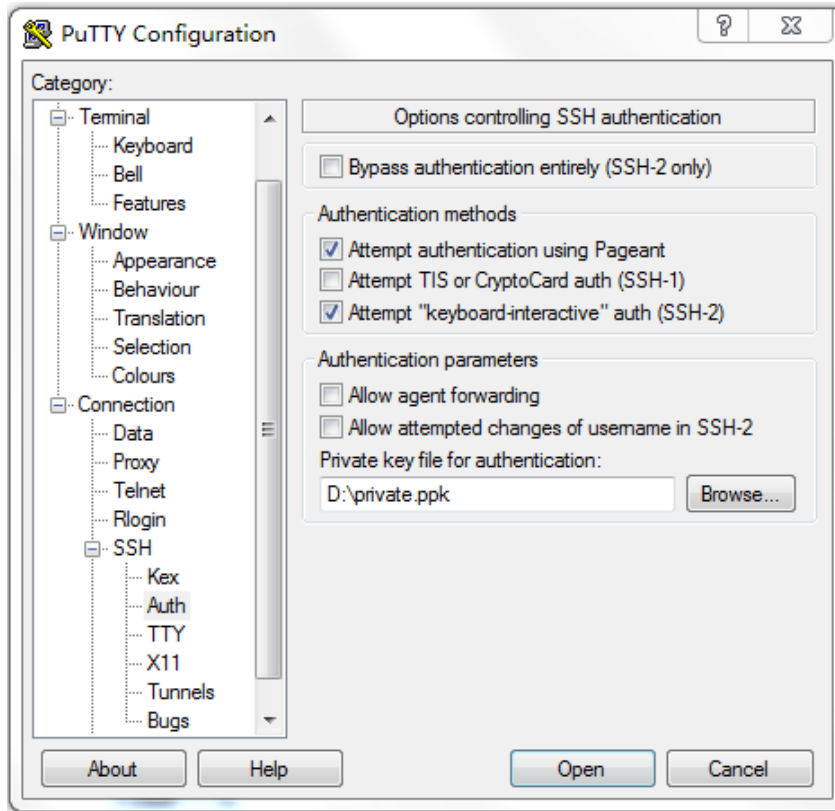 PuTTY Configuration
Category:
Terminal
Keyboard
Bell
Features
Window
Appearance
Behaviour
Translation
Selection
Colours
Connection
Data
Proxy
Telnet
Rlogin
SSH
Kex
Auth
TTY
X11
Tunnels
Bugs
Options controlling SSH authentication
Bypass authentication entirely (SSH-2 only)
Authentication methods
Attempt authentication using Pageant
Attempt TIS or CryptoCard auth (SSH-1)
Attempt "keyboard-interactive" auth (SSH-2)
Authentication parameters
Allow agent forwarding
Allow attempted changes of username in SSH-2
Private key file for authentication:
D:\private.ppk
Browse...
About
Help
Open
Cancel